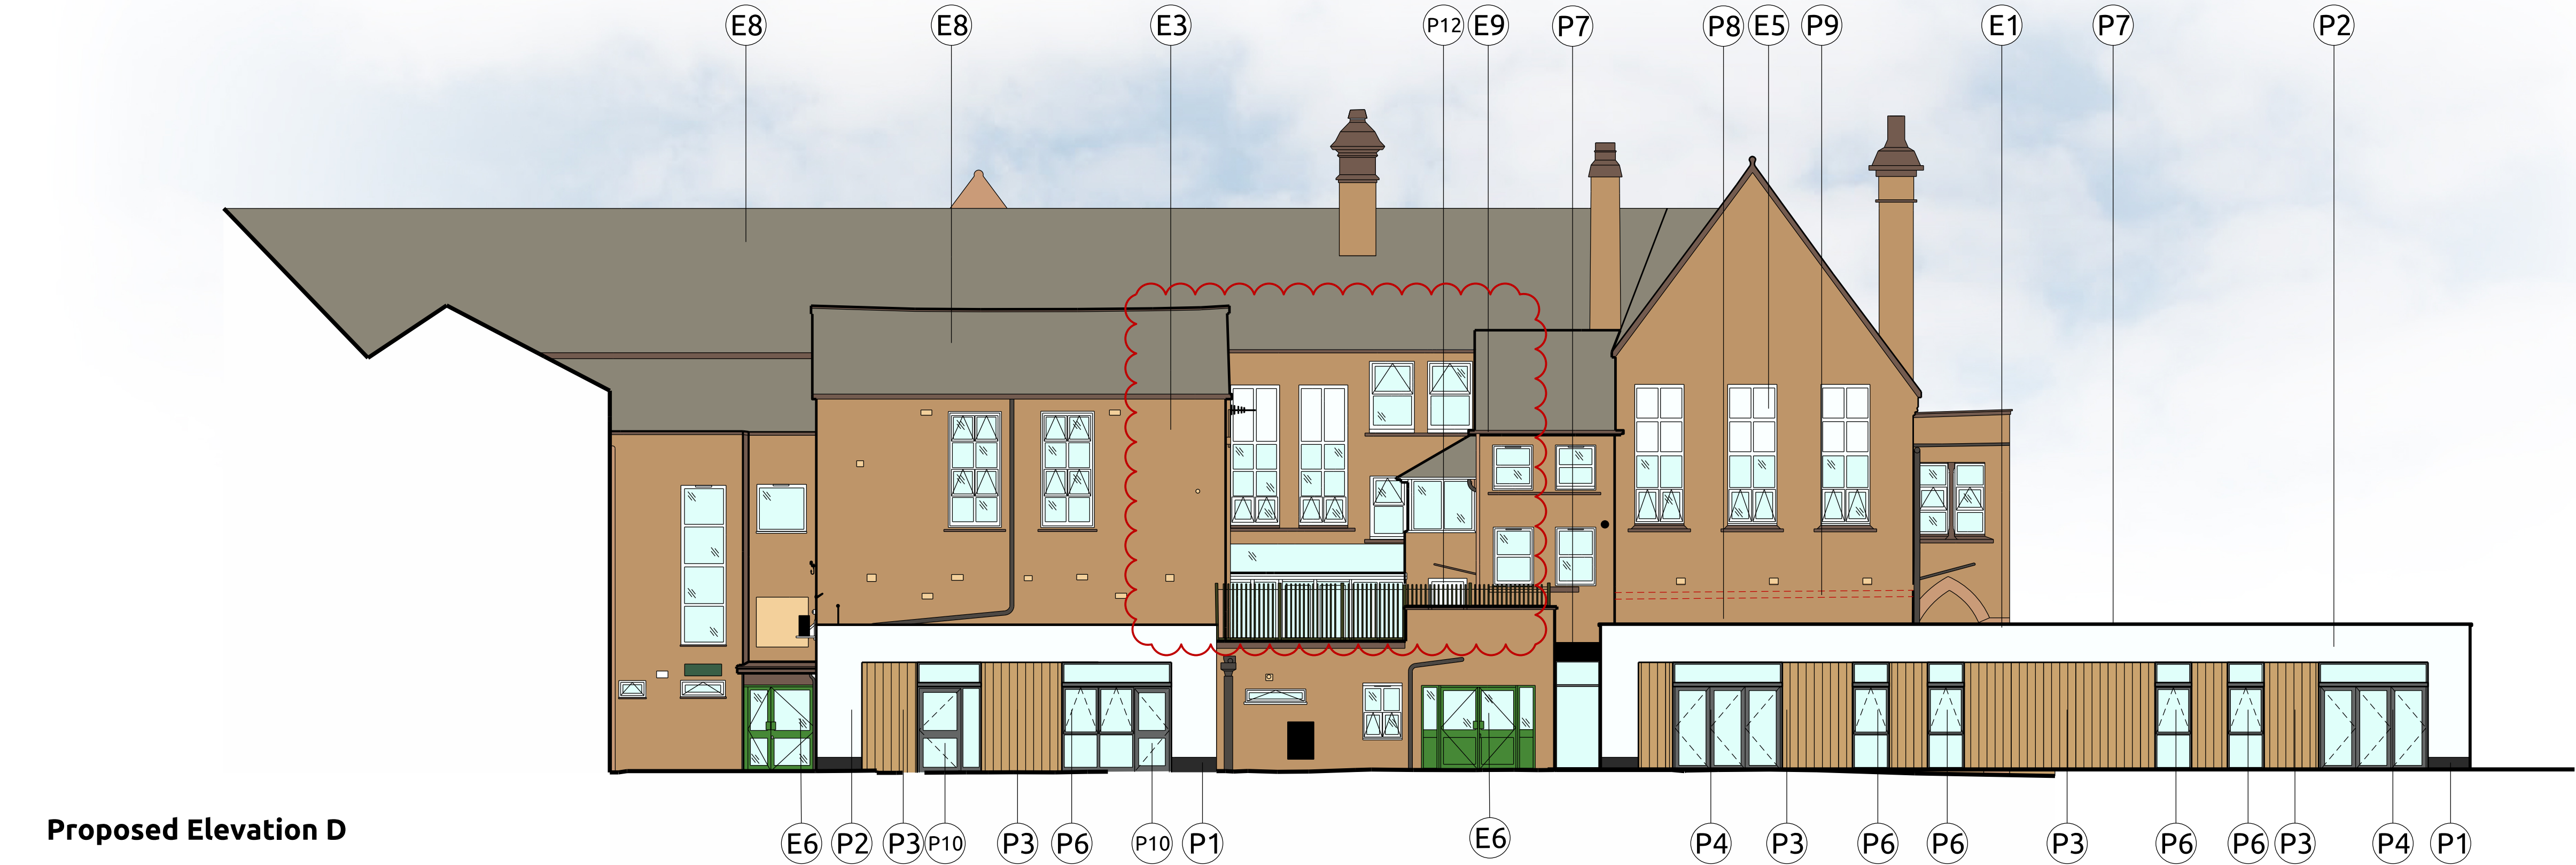 E8 E8 E3 P12 E9 P7 P8 E5 P9 E1 P7 P2
Proposed Elevation D
E6 P2 P3 P10 P3 P6 P10 P1 E6 P4 P3 P6 P6 P3 P6 P6 P3 P4 P1